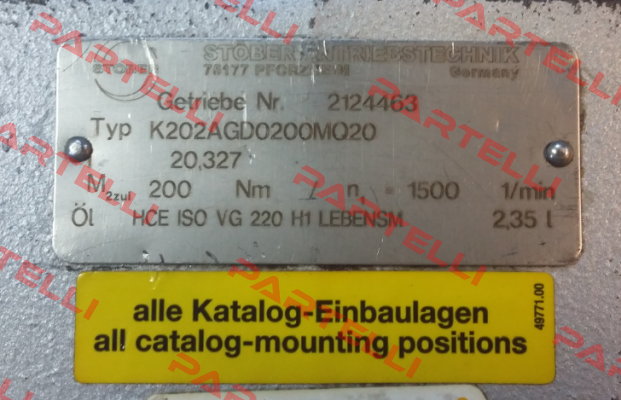 STÖBER ANTRIEBSTECHNIK
STÖBER 75177 PFORZHEIM Germany
Getriebe Nr. 2124463
Typ K202AGD0200MQ20
20,327
M2zul 200 Nm n 1500 1/min
Öl HCE ISO VG 220 H1 LEBENSM 2,35 l
alle Katalog-Einbaulagen
all catalog-mounting positions
49771.00
PARTELLI
PARTELLI
PARTELLI
PARTELLI
PARTELLI
PARTELLI